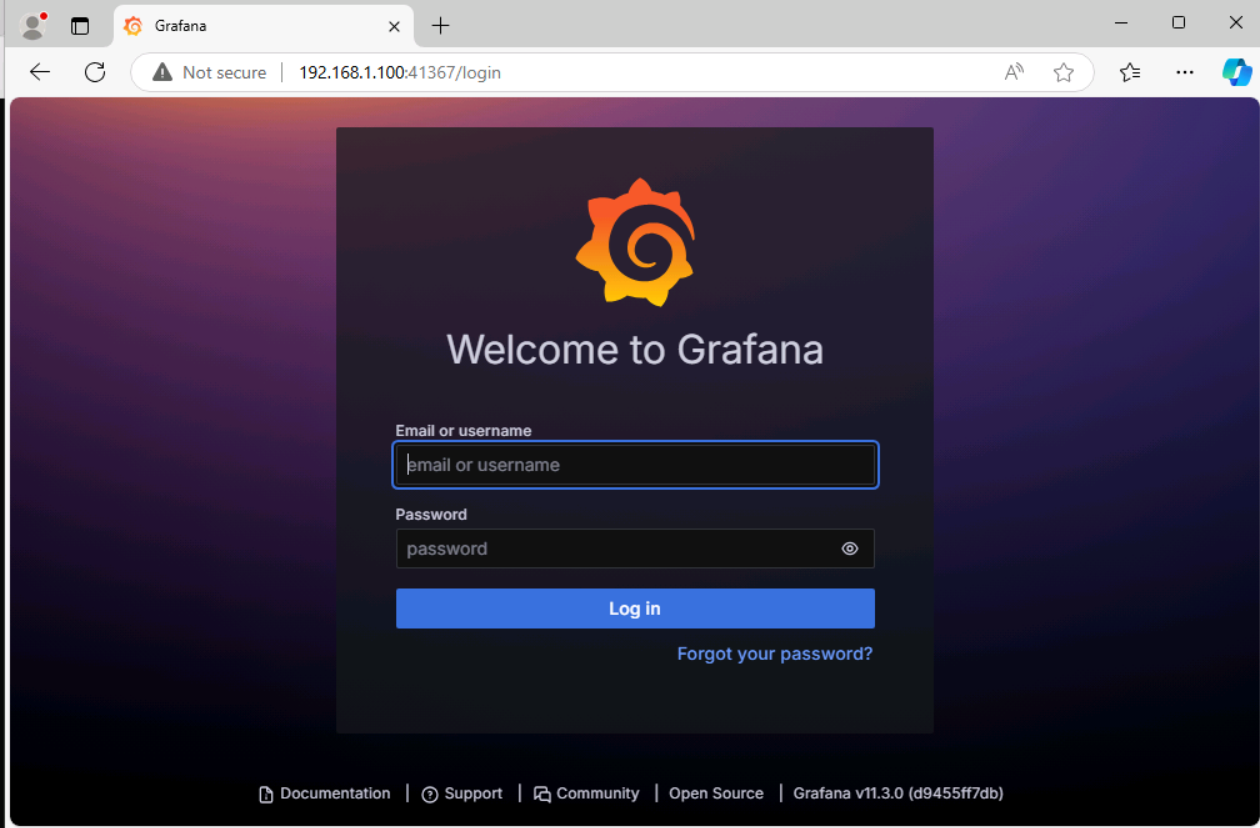 Grafana
Not secure 192.168.1.100:41367/login
Welcome to Grafana
Email or username
email or username
Password
password
Log in
Forgot your password?
Documentation | Support | Community | Open Source | Grafana v11.3.0 (d9455ff7db)